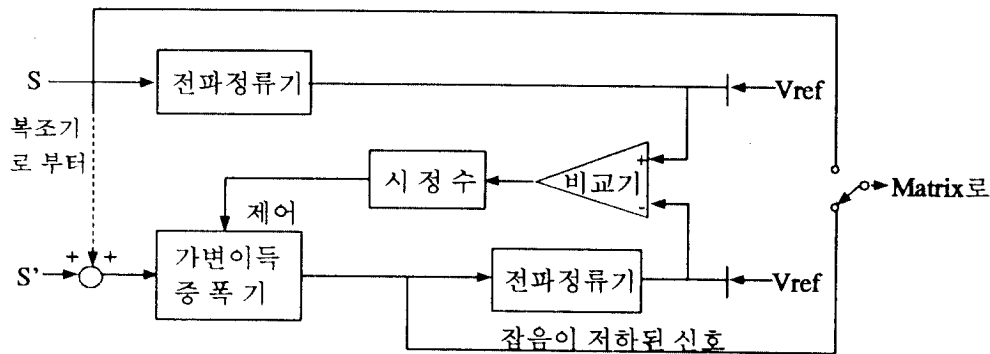 S
전파정류기
Vref
복조기
로 부터
시 정 수
+
비교기
-
Matrix로
제어
+ +
S'
가변이득
증 폭 기
전파정류기
Vref
잡음이 저하된 신호